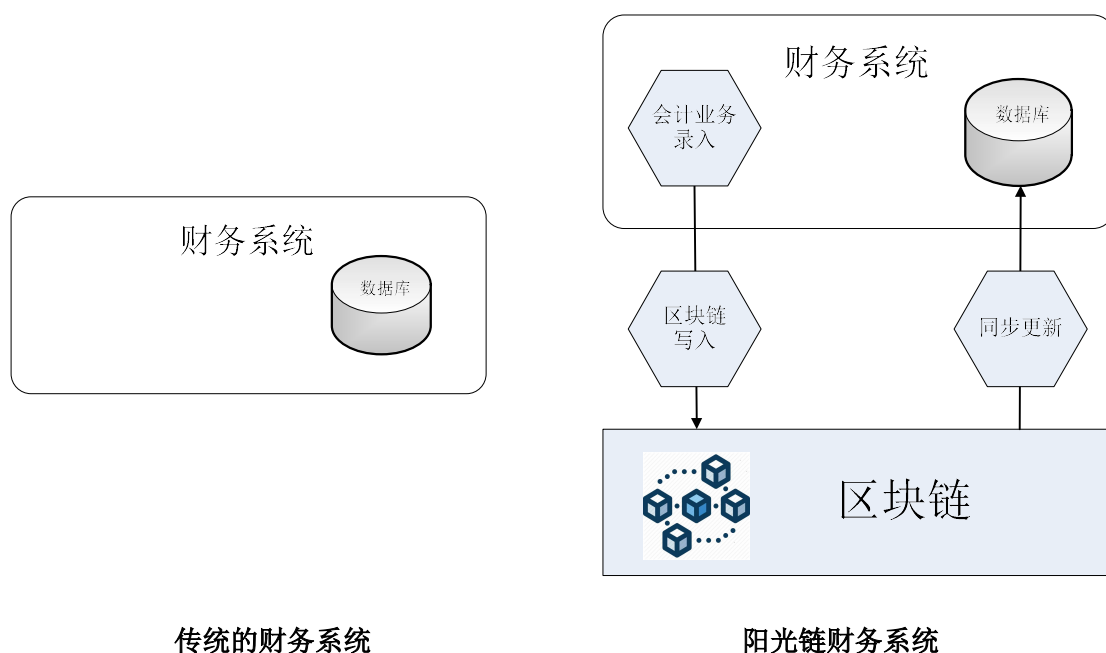 财务系统
数据库
传统的财务系统
财务系统
会计业务
录入
数据库
区块链
写入
同步更新
区块链
阳光链财务系统